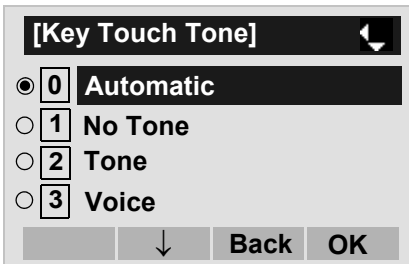 [Key Touch Tone]
0 Automatic
1 No Tone
2 Tone
3 Voice
↓ Back OK